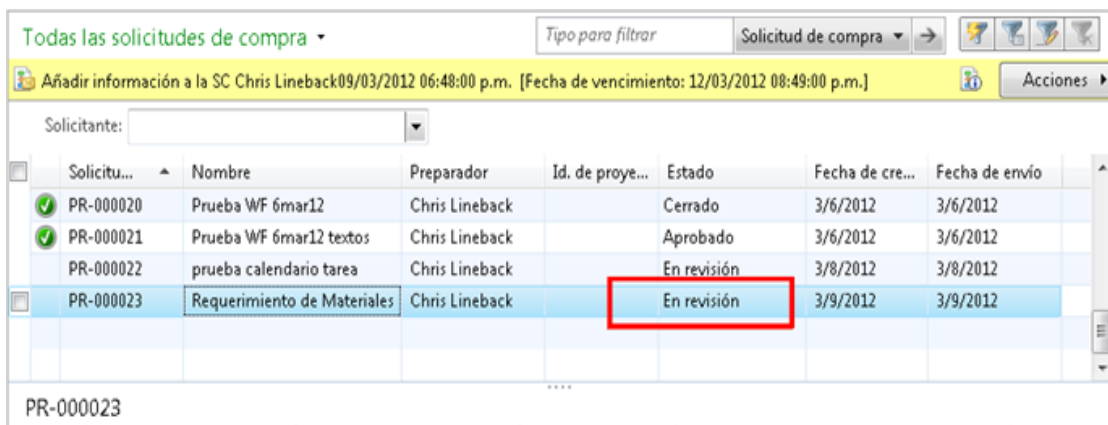 Todas las solicitudes de compra Tipo para filtrar Solicitud de compra
Añadir información a la SC Chris Lineback09/03/2012 06:48:00 p.m. [Fecha de vencimiento: 12/03/2012 08:49:00 p.m.] Acciones
Solicitante:
Solicitu... Nombre Preparador Id. de proye... Estado Fecha de cre... Fecha de envío
PR-000020 Prueba WF 6mar12 Chris Lineback Cerrado 3/6/2012 3/6/2012
PR-000021 Prueba WF 6mar12 textos Chris Lineback Aprobado 3/6/2012 3/6/2012
PR-000022 prueba calendario tarea Chris Lineback En revisión 3/8/2012 3/8/2012
PR-000023 Requerimiento de Materiales Chris Lineback En revisión 3/9/2012 3/9/2012
PR-000023